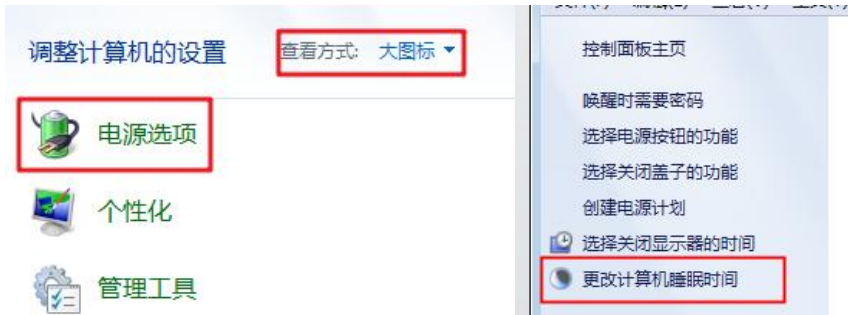 调整计算机的设置
查看方式: 大图标
电源选项
个性化
管理工具
控制面板主页
唤醒时需要密码
选择电源按钮的功能
选择关闭盖子的功能
创建电源计划
选择关闭显示器的时间
更改计算机睡眠时间